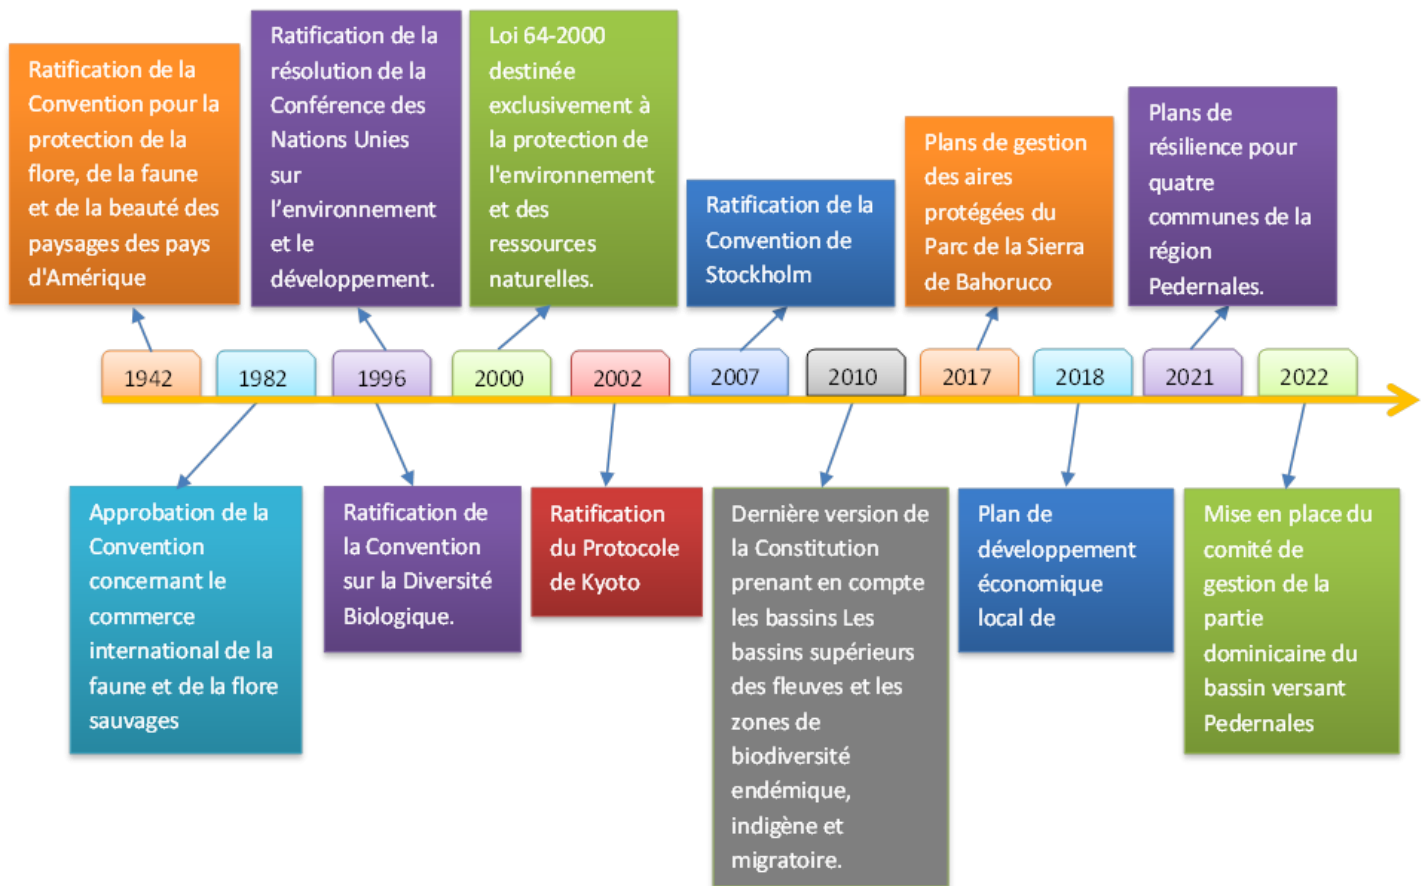 Ratification de la
Convention pour la
protection de la
flore, de la faune
et de la beauté des
paysages des pays
d'Amérique
Ratification de la
résolution de la
Conférence des
Nations Unies
sur
l’environnement
et le
développement.
Loi 64-2000
destinée
exclusivement à
la protection de
l'environnement
et des
ressources
naturelles.
Ratification de la
Convention de
Stockholm
Plans de gestion
des aires
protégées du
Parc de la Sierra
de Bahoruco
Plans de
résilience pour
quatre
communes de la
région
Pedernales.
1942
1982
1996
2000
2002
2007
2010
2017
2018
2021
2022
Approbation de la
Convention
concernant le
commerce
international de la
faune et de la flore
sauvages
Ratification de
la Convention
sur la Diversité
Biologique.
Ratification
du Protocole
de Kyoto
Dernière version de
la Constitution
prenant en compte
les bassins Les
bassins supérieurs
des fleuves et les
zones de
biodiversité
endémique,
indigène et
migratoire.
Plan de
développement
économique
local de
Mise en place du
comité de
gestion de la
partie
dominicaine du
bassin versant
Pedernales